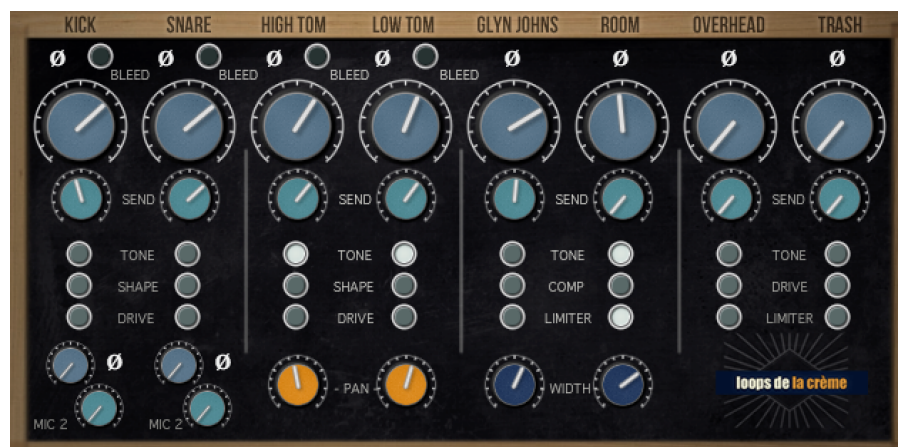 KICK SNARE HIGH TOM LOW TOM GLYN JOHNS ROOM OVERHEAD TRASH
Ø Ø Ø Ø Ø Ø Ø Ø
BLEED BLEED BLEED BLEED
SEND SEND SEND SEND
TONE TONE TONE TONE
SHAPE SHAPE COMP DRIVE
DRIVE DRIVE LIMITER LIMITER
Ø Ø
- PAN - WIDTH
loops de la crème
MIC 2 MIC 2